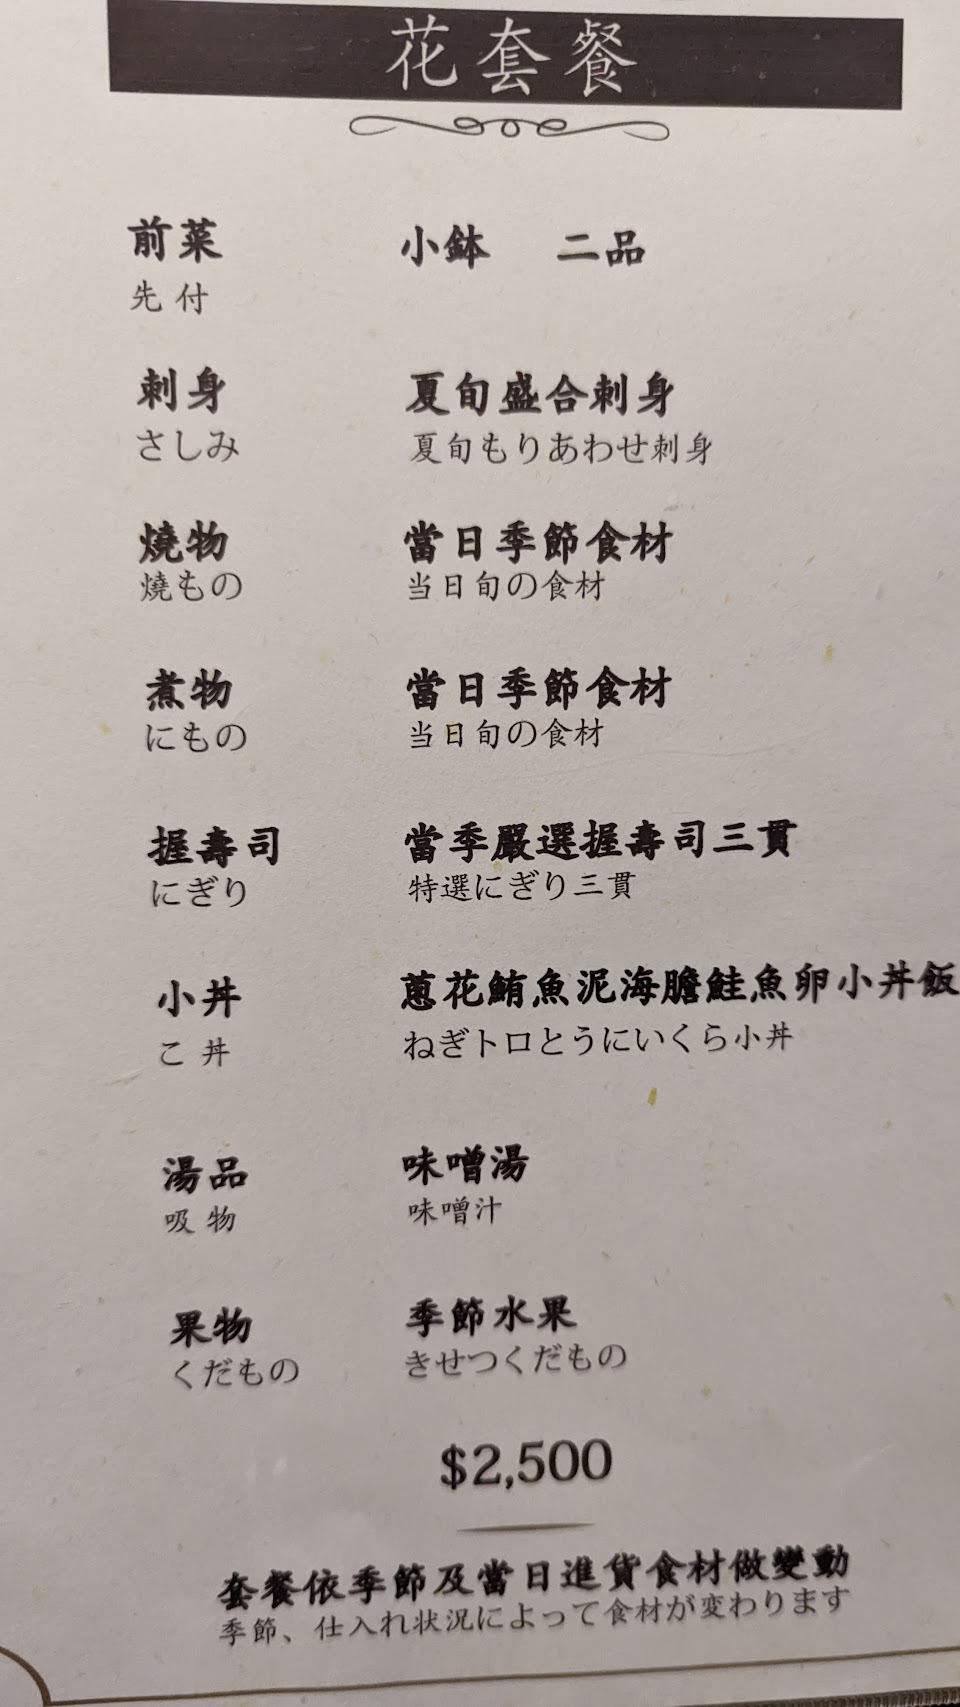 花套餐
前菜 小鉢 二品
先付
刺身 夏旬盛合刺身
さしみ 夏旬もりあわせ刺身
燒物 當日季節食材
燒もの 当日旬の食材
煮物 當日季節食材
にもの 当日旬の食材
握壽司 當季嚴選握壽司三貫
にぎり 特選にぎり三貫
小丼 蔥花鮪魚泥海膽鮭魚卵小丼飯
こ丼 ねぎトロとうにいくら小丼
湯品 味噌湯
吸物 味噌汁
果物 季節水果
くだもの きせつくだもの
$2,500
套餐依季節及當日進貨食材做變動
季節、仕入れ状況によって食材が変わります